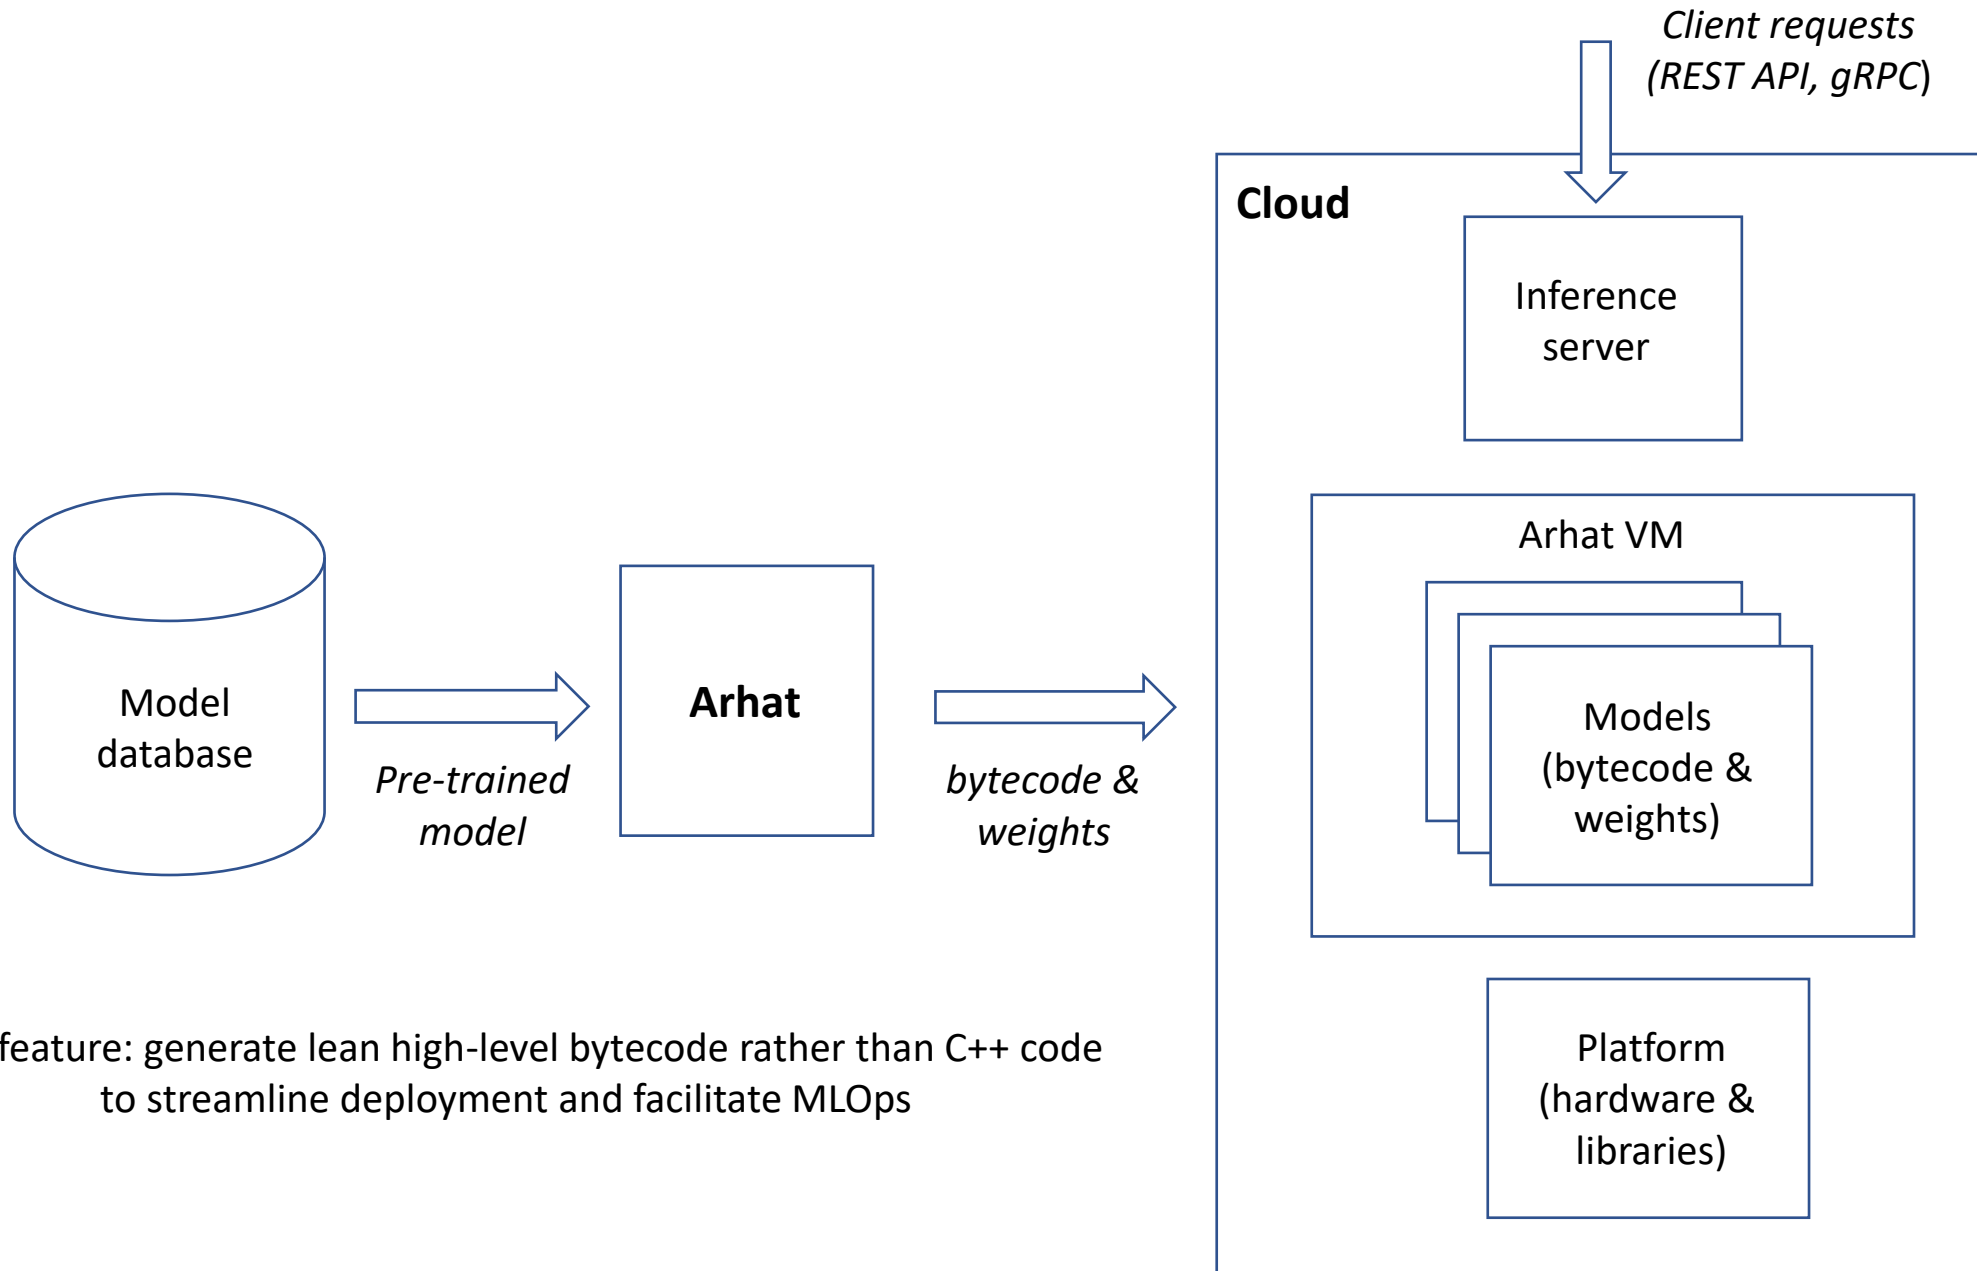 Client requests
(REST API, gRPC)
Cloud
Inference
server
Arhat VM
Models
(bytecode &
weights)
Platform
(hardware &
libraries)
Model
database
Pre-trained
model
Arhat
bytecode &
weights
feature: generate lean high-level bytecode rather than C++ code
to streamline deployment and facilitate MLOps